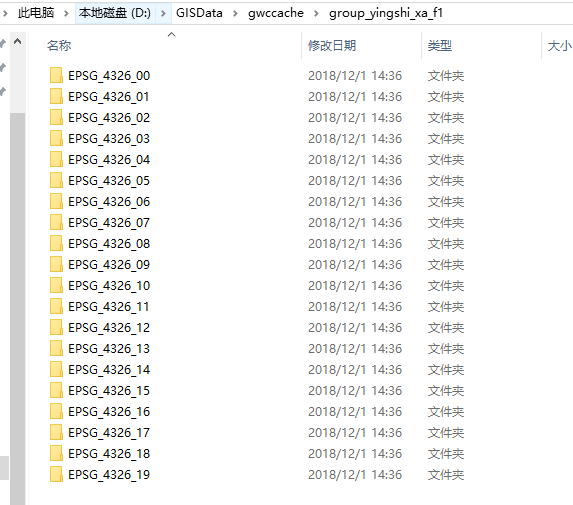 此电脑 > 本地磁盘 (D:) > GISData > gwccache > group_yingshi_xa_f1
名称 修改日期 类型 大小
EPSG_4326_00 2018/12/1 14:36 文件夹
EPSG_4326_01 2018/12/1 14:36 文件夹
EPSG_4326_02 2018/12/1 14:36 文件夹
EPSG_4326_03 2018/12/1 14:36 文件夹
EPSG_4326_04 2018/12/1 14:36 文件夹
EPSG_4326_05 2018/12/1 14:36 文件夹
EPSG_4326_06 2018/12/1 14:36 文件夹
EPSG_4326_07 2018/12/1 14:36 文件夹
EPSG_4326_08 2018/12/1 14:36 文件夹
EPSG_4326_09 2018/12/1 14:36 文件夹
EPSG_4326_10 2018/12/1 14:36 文件夹
EPSG_4326_11 2018/12/1 14:36 文件夹
EPSG_4326_12 2018/12/1 14:36 文件夹
EPSG_4326_13 2018/12/1 14:36 文件夹
EPSG_4326_14 2018/12/1 14:36 文件夹
EPSG_4326_15 2018/12/1 14:36 文件夹
EPSG_4326_16 2018/12/1 14:36 文件夹
EPSG_4326_17 2018/12/1 14:36 文件夹
EPSG_4326_18 2018/12/1 14:36 文件夹
EPSG_4326_19 2018/12/1 14:36 文件夹